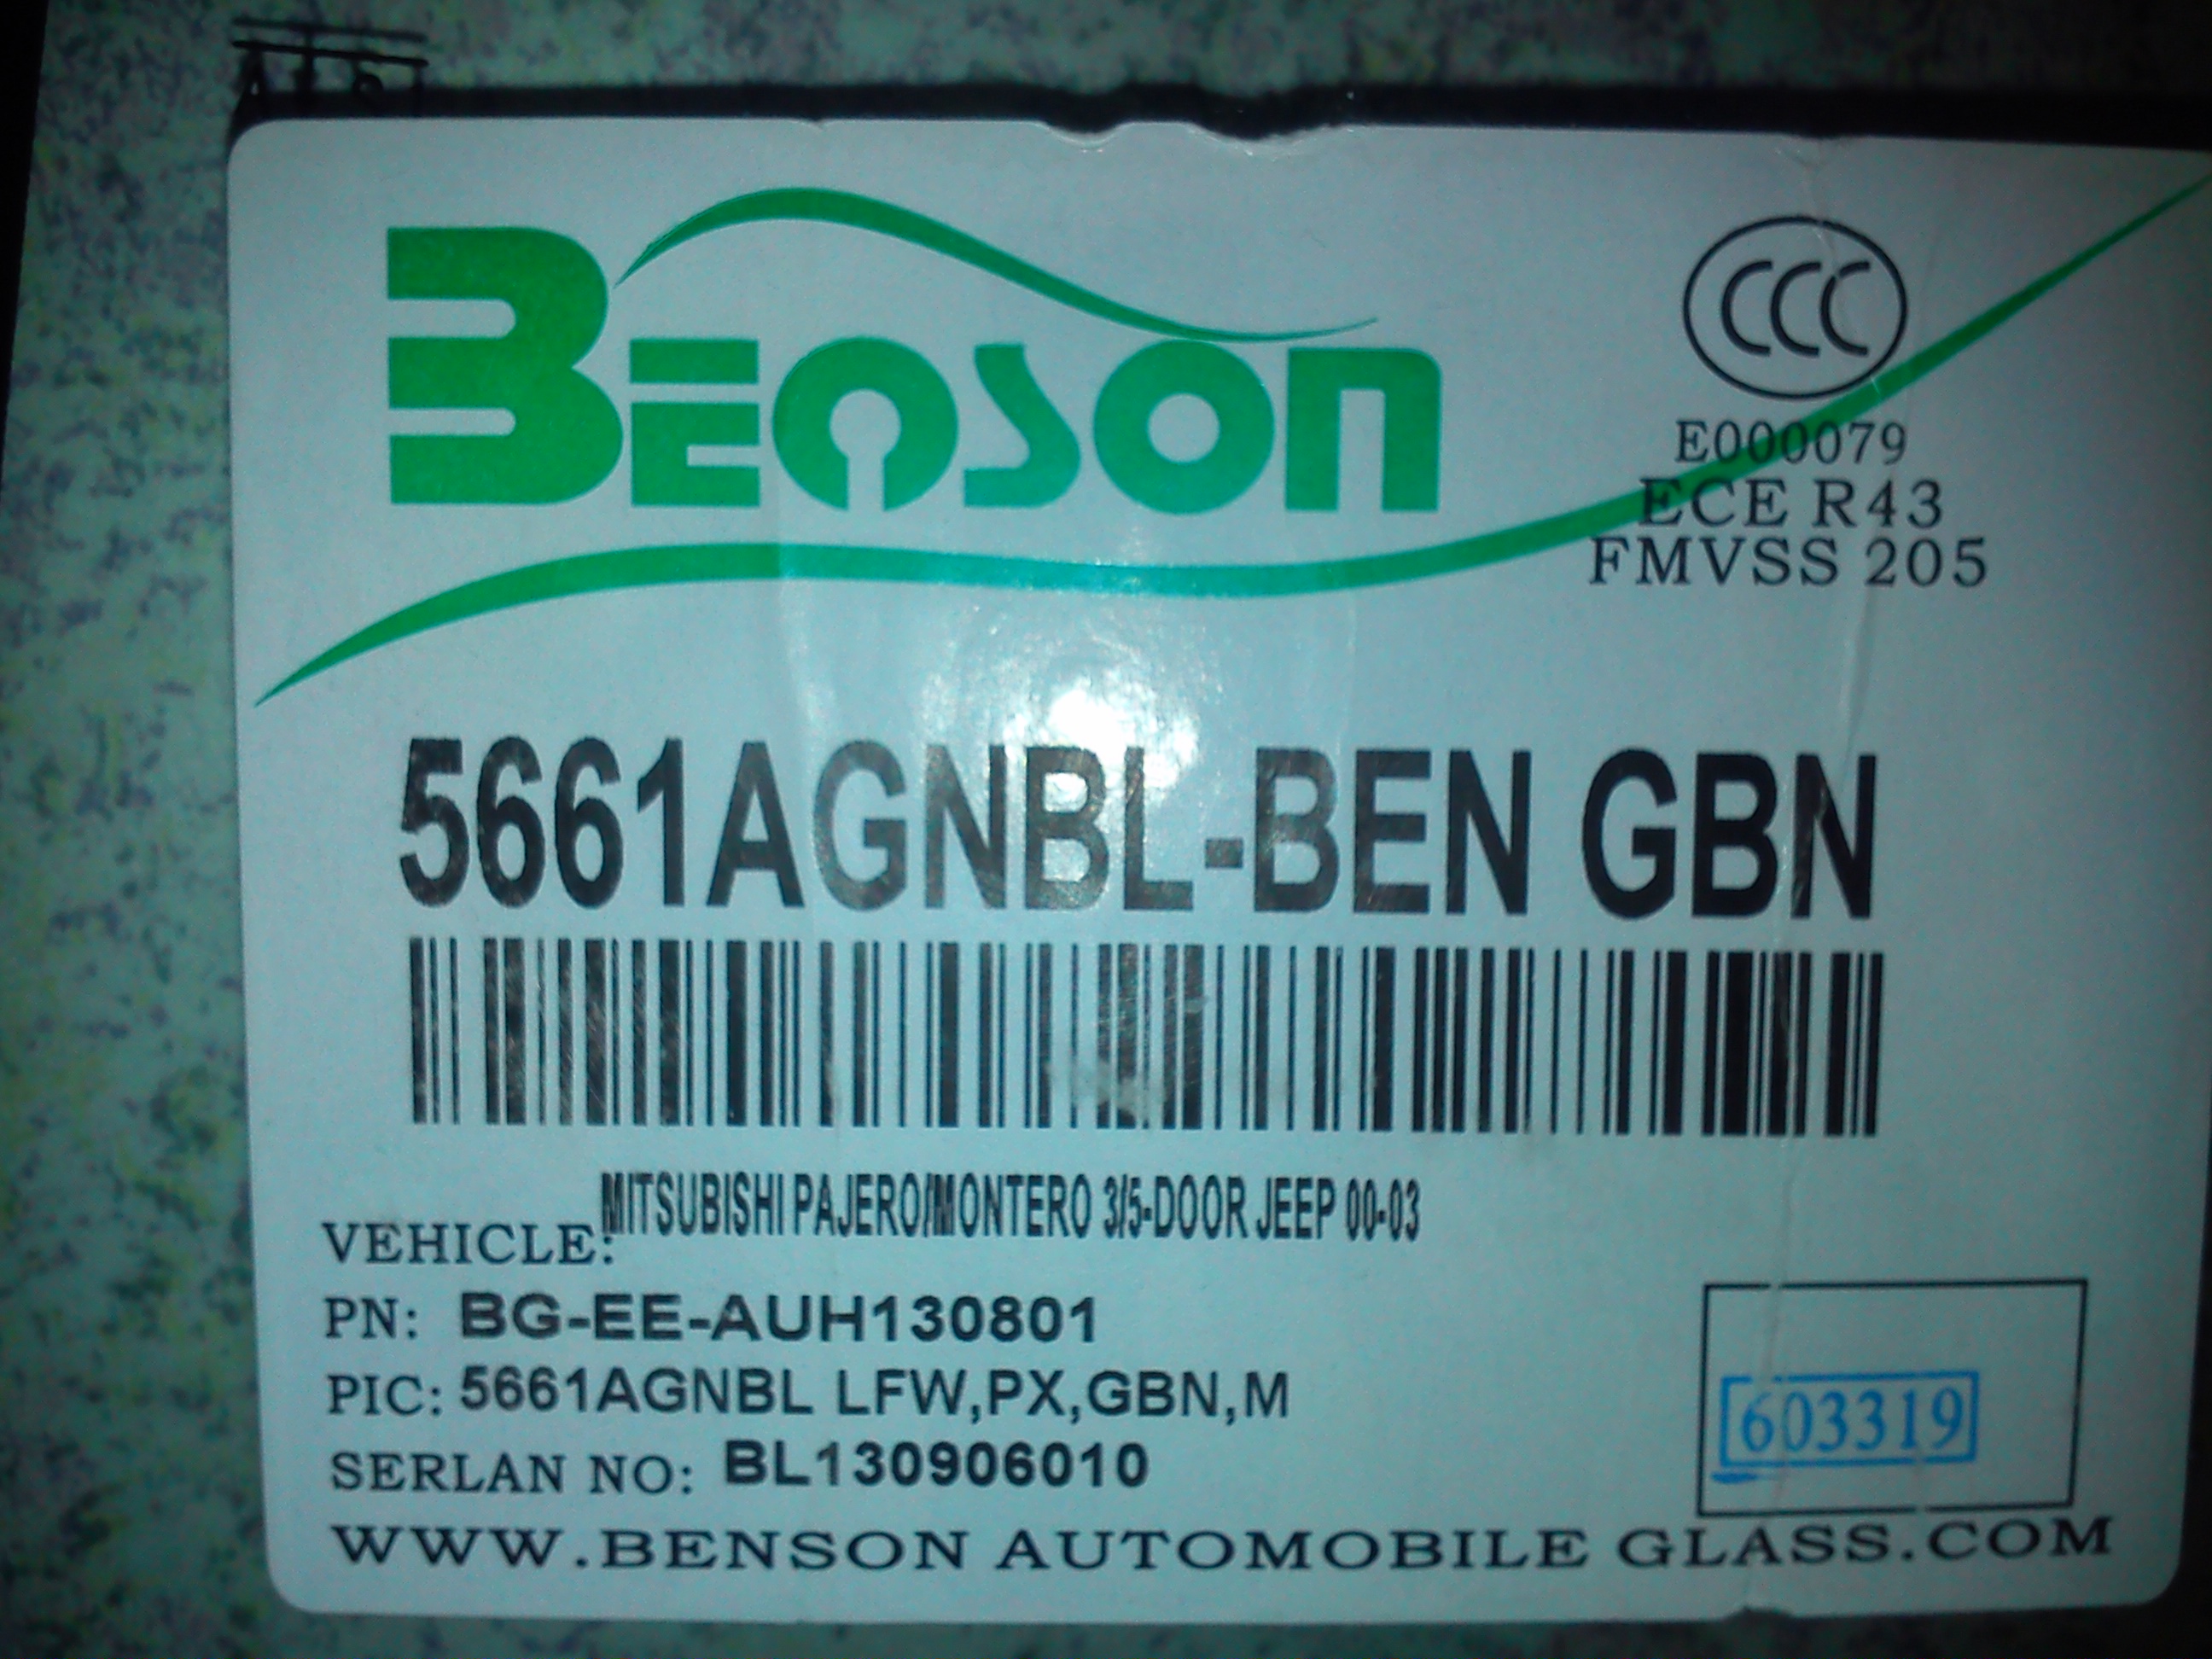 BENSON
CCC
E000079
ECE R43
FMVSS 205
5661AGNBL-BEN GBN
VEHICLE: MITSUBISHI PAJERO/MONTERO 3/5-DOOR JEEP 00-03
PN: BG-EE-AUH130801
PIC: 5661AGNBL LFW,PX,GBN,M
SERLAN NO: BL130906010
603319
WWW.BENSON AUTOMOBILE GLASS.COM